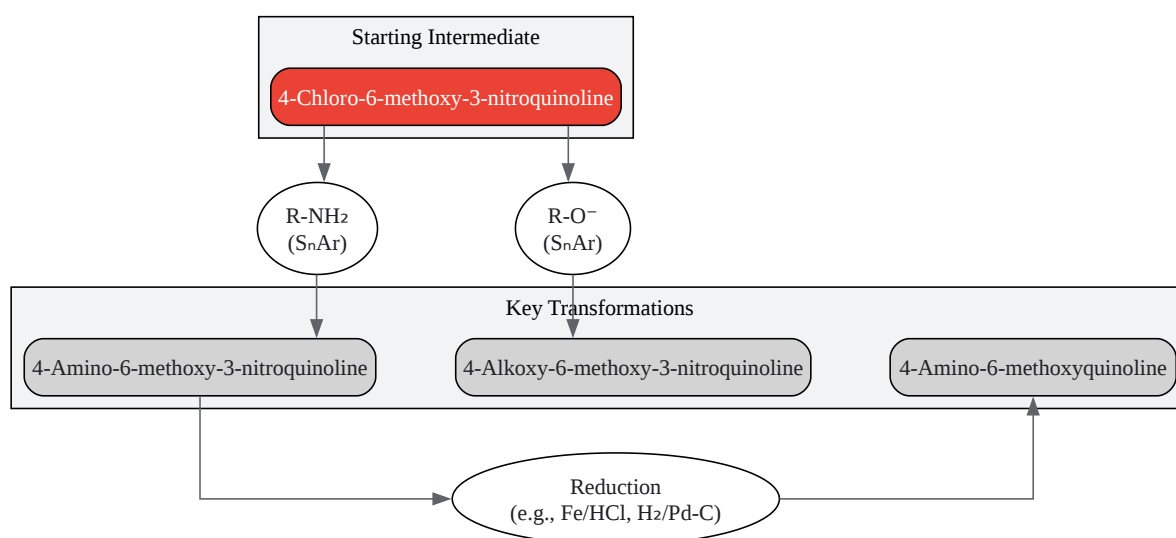 Starting Intermediate
4-Chloro-6-methoxy-3-nitroquinoline
R-NH₂
(SₙAr)
R-O⁻
(SₙAr)
Key Transformations
4-Amino-6-methoxy-3-nitroquinoline
4-Alkoxy-6-methoxy-3-nitroquinoline
4-Amino-6-methoxyquinoline
Reduction
(e.g., Fe/HCl, H₂/Pd-C)